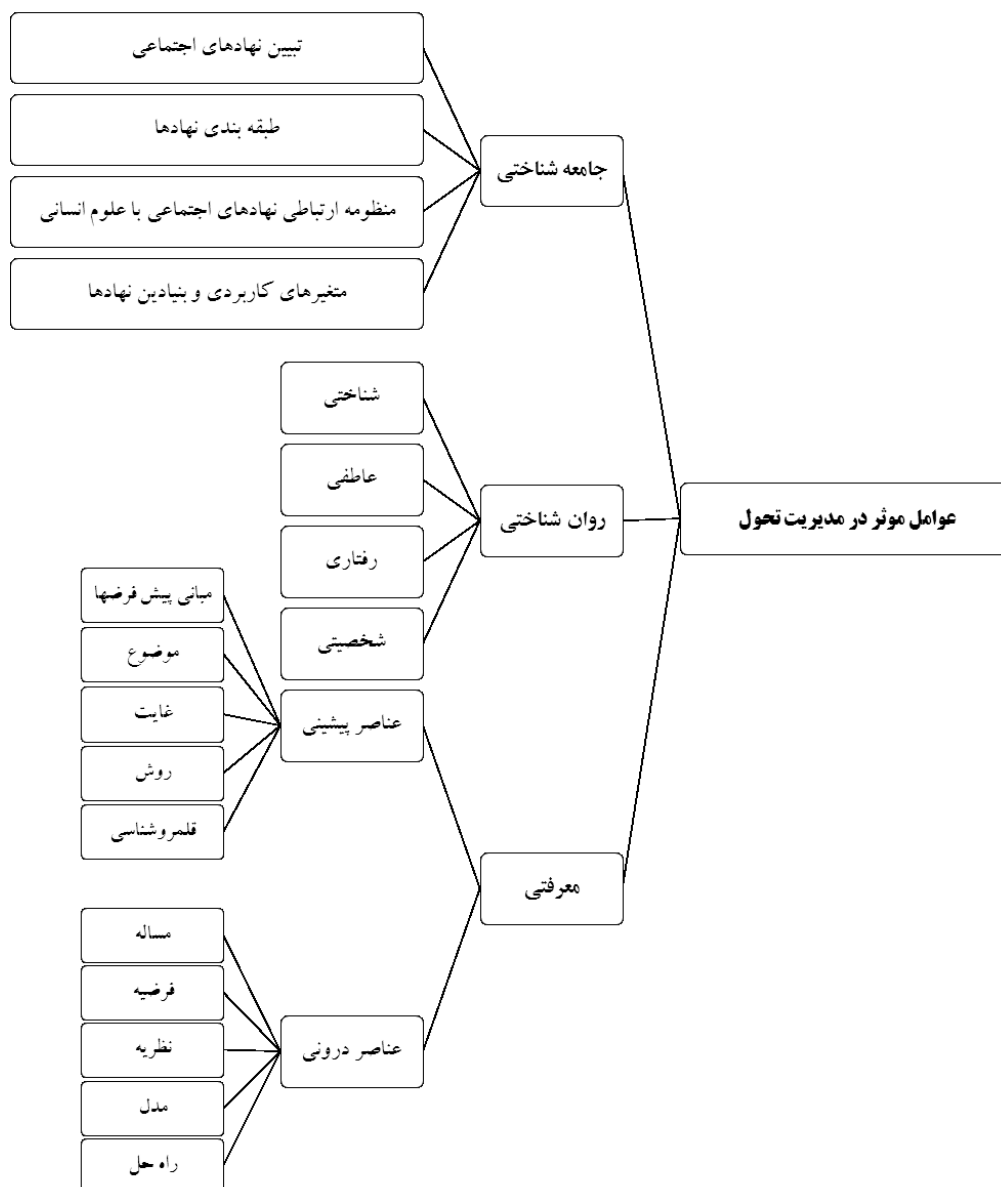 عوامل موثر در مدیریت تحول
جامعه شناختی
تبیین نهادهای اجتماعی
طبقه بندی نهادها
منظومه ارتباطی نهادهای اجتماعی با علوم انسانی
متغیرهای کاربردی و بنیادین نهادها
روان شناختی
شناختی
عاطفی
رفتاری
شخصیتی
معرفتی
عناصر پیشینی
مبانی پیش فرضها
موضوع
غایت
روش
قلمروشناسی
عناصر درونی
مساله
فرضیه
نظریه
مدل
راه حل